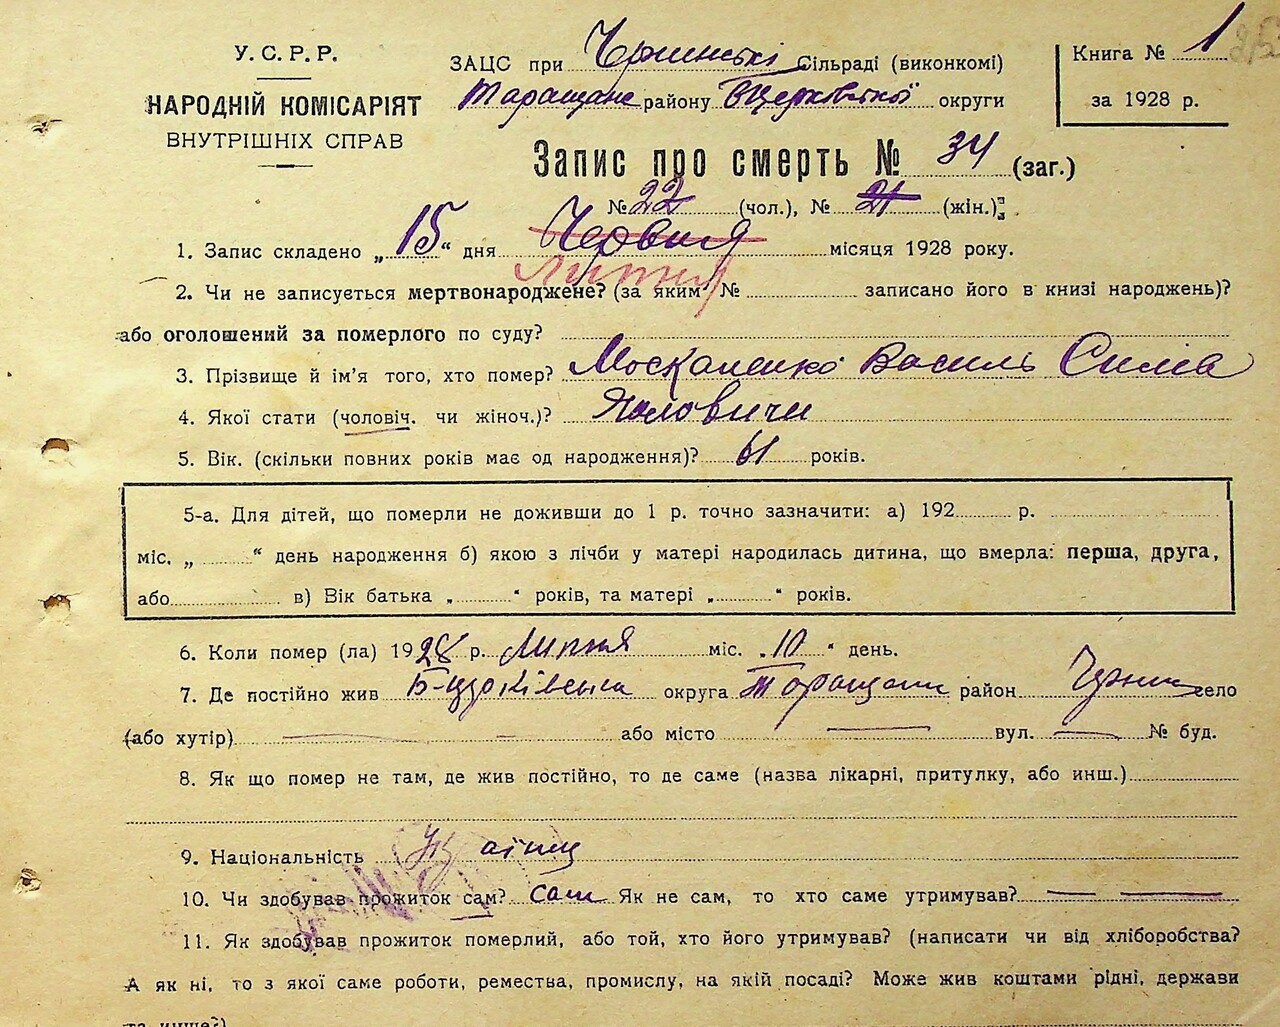 У. С. Р. Р.
НАРОДНІЙ КОМІСАРІЯТ
ВНУТРІШНІХ СПРАВ
ЗАЦС при Сільраді (виконкомі)
Таращане району БЦерківської округи
Книга № 1
за 1928 р.
Запис про смерть № 34 (заг.)
№ 22 (чол.), № 21 (жін.)
1. Запис складено „ 15 “ дня Червня місяця 1928 року.
Липня
2. Чи не записується мертвонароджене? (за яким № записано його в книзі народжень)?
або оголошений за померлого по суду?
3. Прізвище й ім'я того, хто помер? Москаленко Василь Силів
4. Якої стати (чоловіч. чи жіноч.)? Чоловичи
5. Вік. (скільки повних років має од народження)? 61 років.
5-а. Для дітей, що померли не доживши до 1 р. точно зазначити: а) 192 р.
міс. „ “ день народження б) якою з лічби у матері народилась дитина, що вмерла: перша, друга,
або в) Вік батька „ “ років, та матері „ “ років.
6. Коли помер (ла) 1928 р. Липня міс. „10“ день.
7. Де постійно жив округа Таращан район село
(або хутір) — або місто — вул. — № буд.
8. Як що помер не там, де жив постійно, то де саме (назва лікарні, притулку, або инш.)
9. Національність
10. Чи здобував прожиток сам? сам Як не сам, то хто саме утримував? — —
11. Як здобував прожиток померлий, або той, хто його утримував? (написати чи від хліборобства?
А як ні, то з якої саме роботи, ремества, промислу, на якій посаді? Може жив коштами рідні, держави
та инше?)